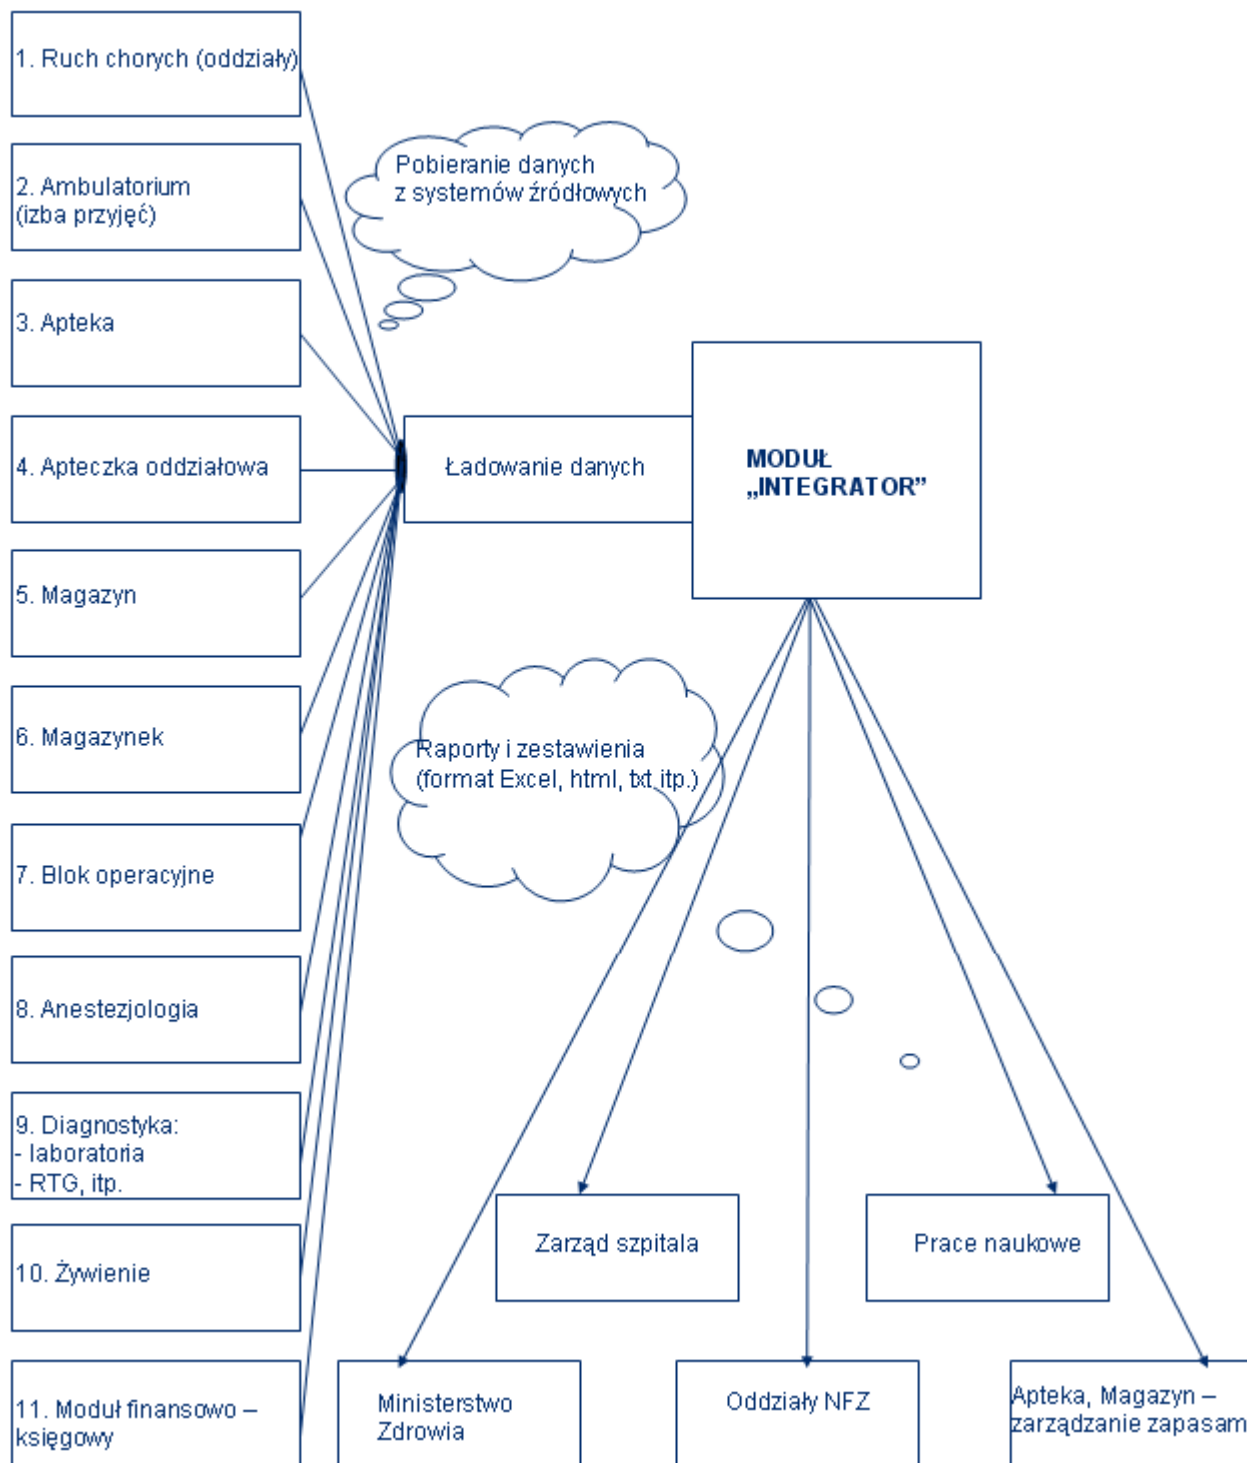 1. Ruch chorych (oddziały)
2. Ambulatorium
(izba przyjęć)
3. Apteka
4. Apteczka oddziałowa
5. Magazyn
6. Magazynek
7. Blok operacyjne
8. Anestezjologia
9. Diagnostyka:
- laboratoria
- RTG, itp.
10. Żywienie
11. Moduł finansowo –
księgowy
Pobieranie danych
z systemów źródłowych
Ładowanie danych
MODUŁ
„INTEGRATOR”
Raporty i zestawienia
(format Excel, html, txt itp.)
Zarząd szpitala
Prace naukowe
Ministerstwo
Zdrowia
Oddziały NFZ
Apteka, Magazyn –
zarządzanie zapasam